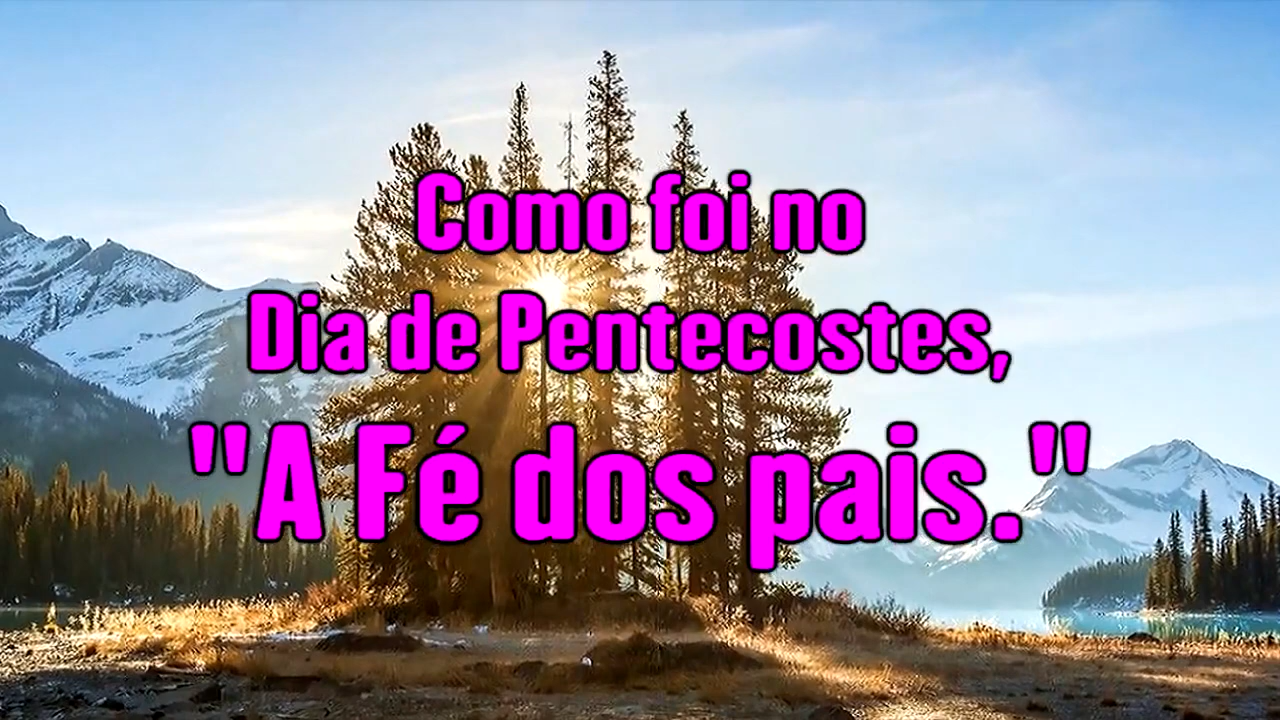 Como foi no
Dia de Pentecostes,
"A Fé dos pais."